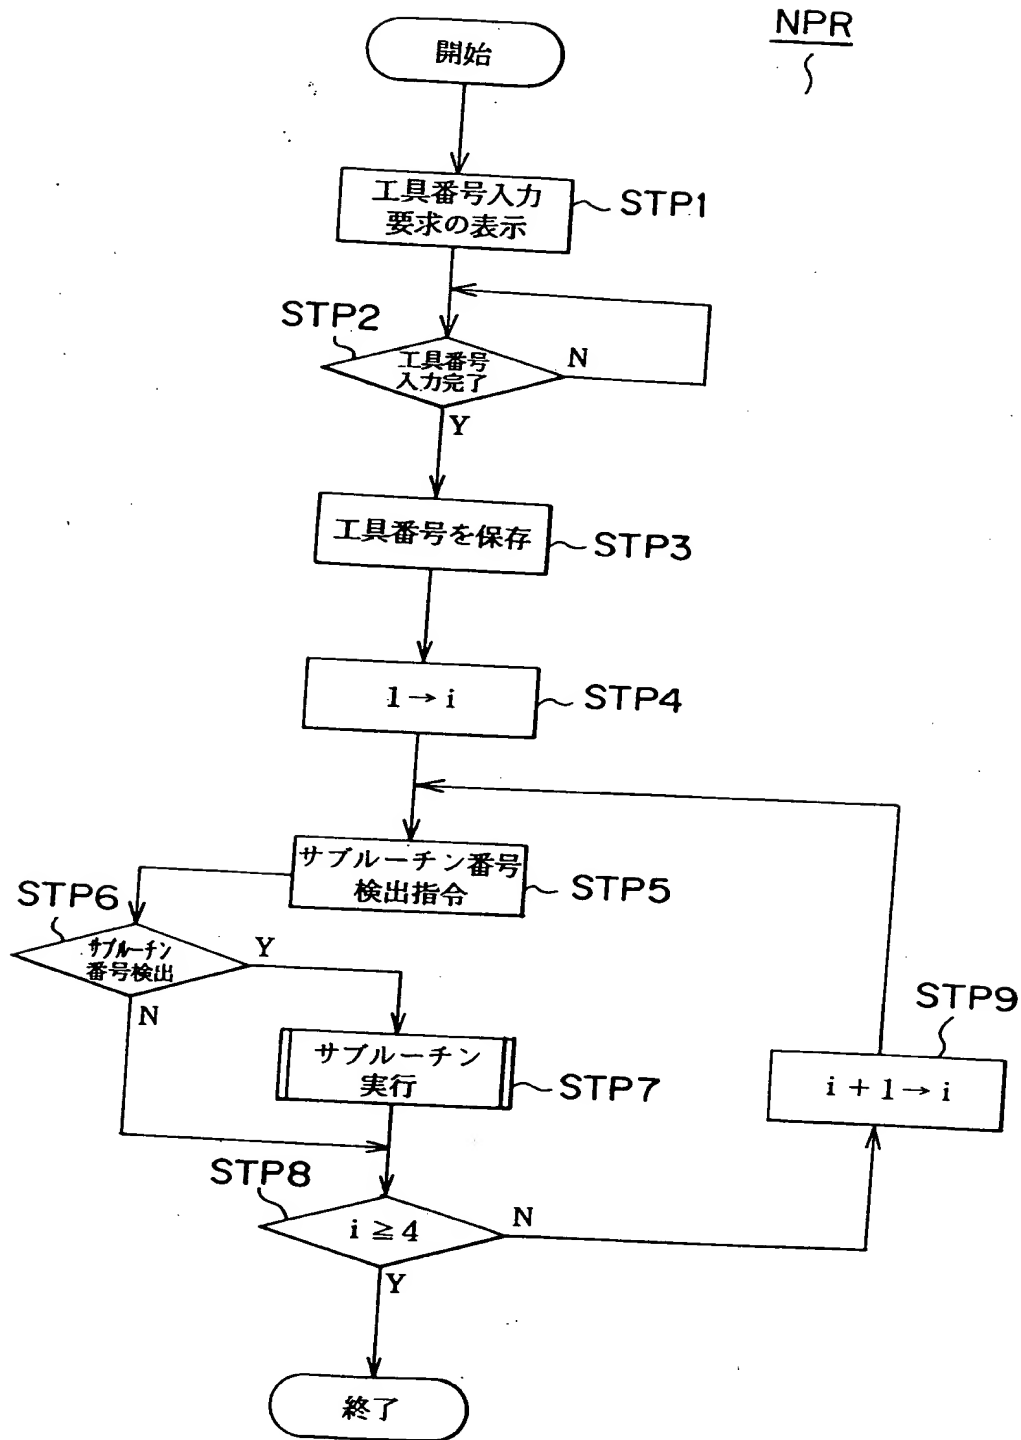 NPR
開始
工具番号入力
要求の表示
STP1
STP2
工具番号
入力完了
N
Y
工具番号を保存
STP3
1→i
STP4
サブルーチン番号
検出指令
STP5
STP6
サブルーチン
番号検出
Y
N
サブルーチン
実行
STP7
STP9
i+1→i
STP8
i≧4
N
Y
終了